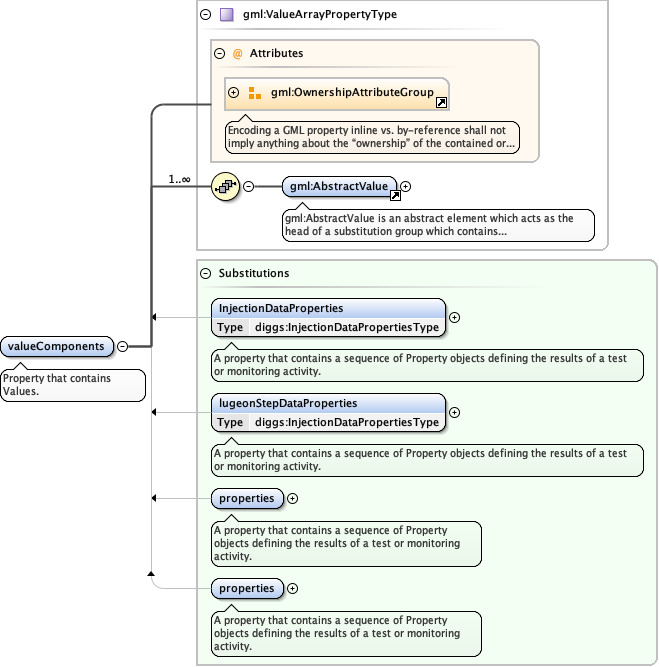 gml:ValueArrayPropertyType
@ Attributes
gml:OwnershipAttributeGroup
Encoding a GML property inline vs. by-reference shall not
imply anything about the “ownership” of the contained or...
1..∞
gml:AbstractValue
gml:AbstractValue is an abstract element which acts as the
head of a substitution group which contains...
Substitutions
InjectionDataProperties
Type diggs:InjectionDataPropertiesType
A property that contains a sequence of Property objects defining the results of a test
or monitoring activity.
valueComponents
Property that contains
Values.
lugeonStepDataProperties
Type diggs:InjectionDataPropertiesType
A property that contains a sequence of Property objects defining the results of a test
or monitoring activity.
properties
A property that contains a sequence of Property
objects defining the results of a test or monitoring
activity.
properties
A property that contains a sequence of Property
objects defining the results of a test or monitoring
activity.